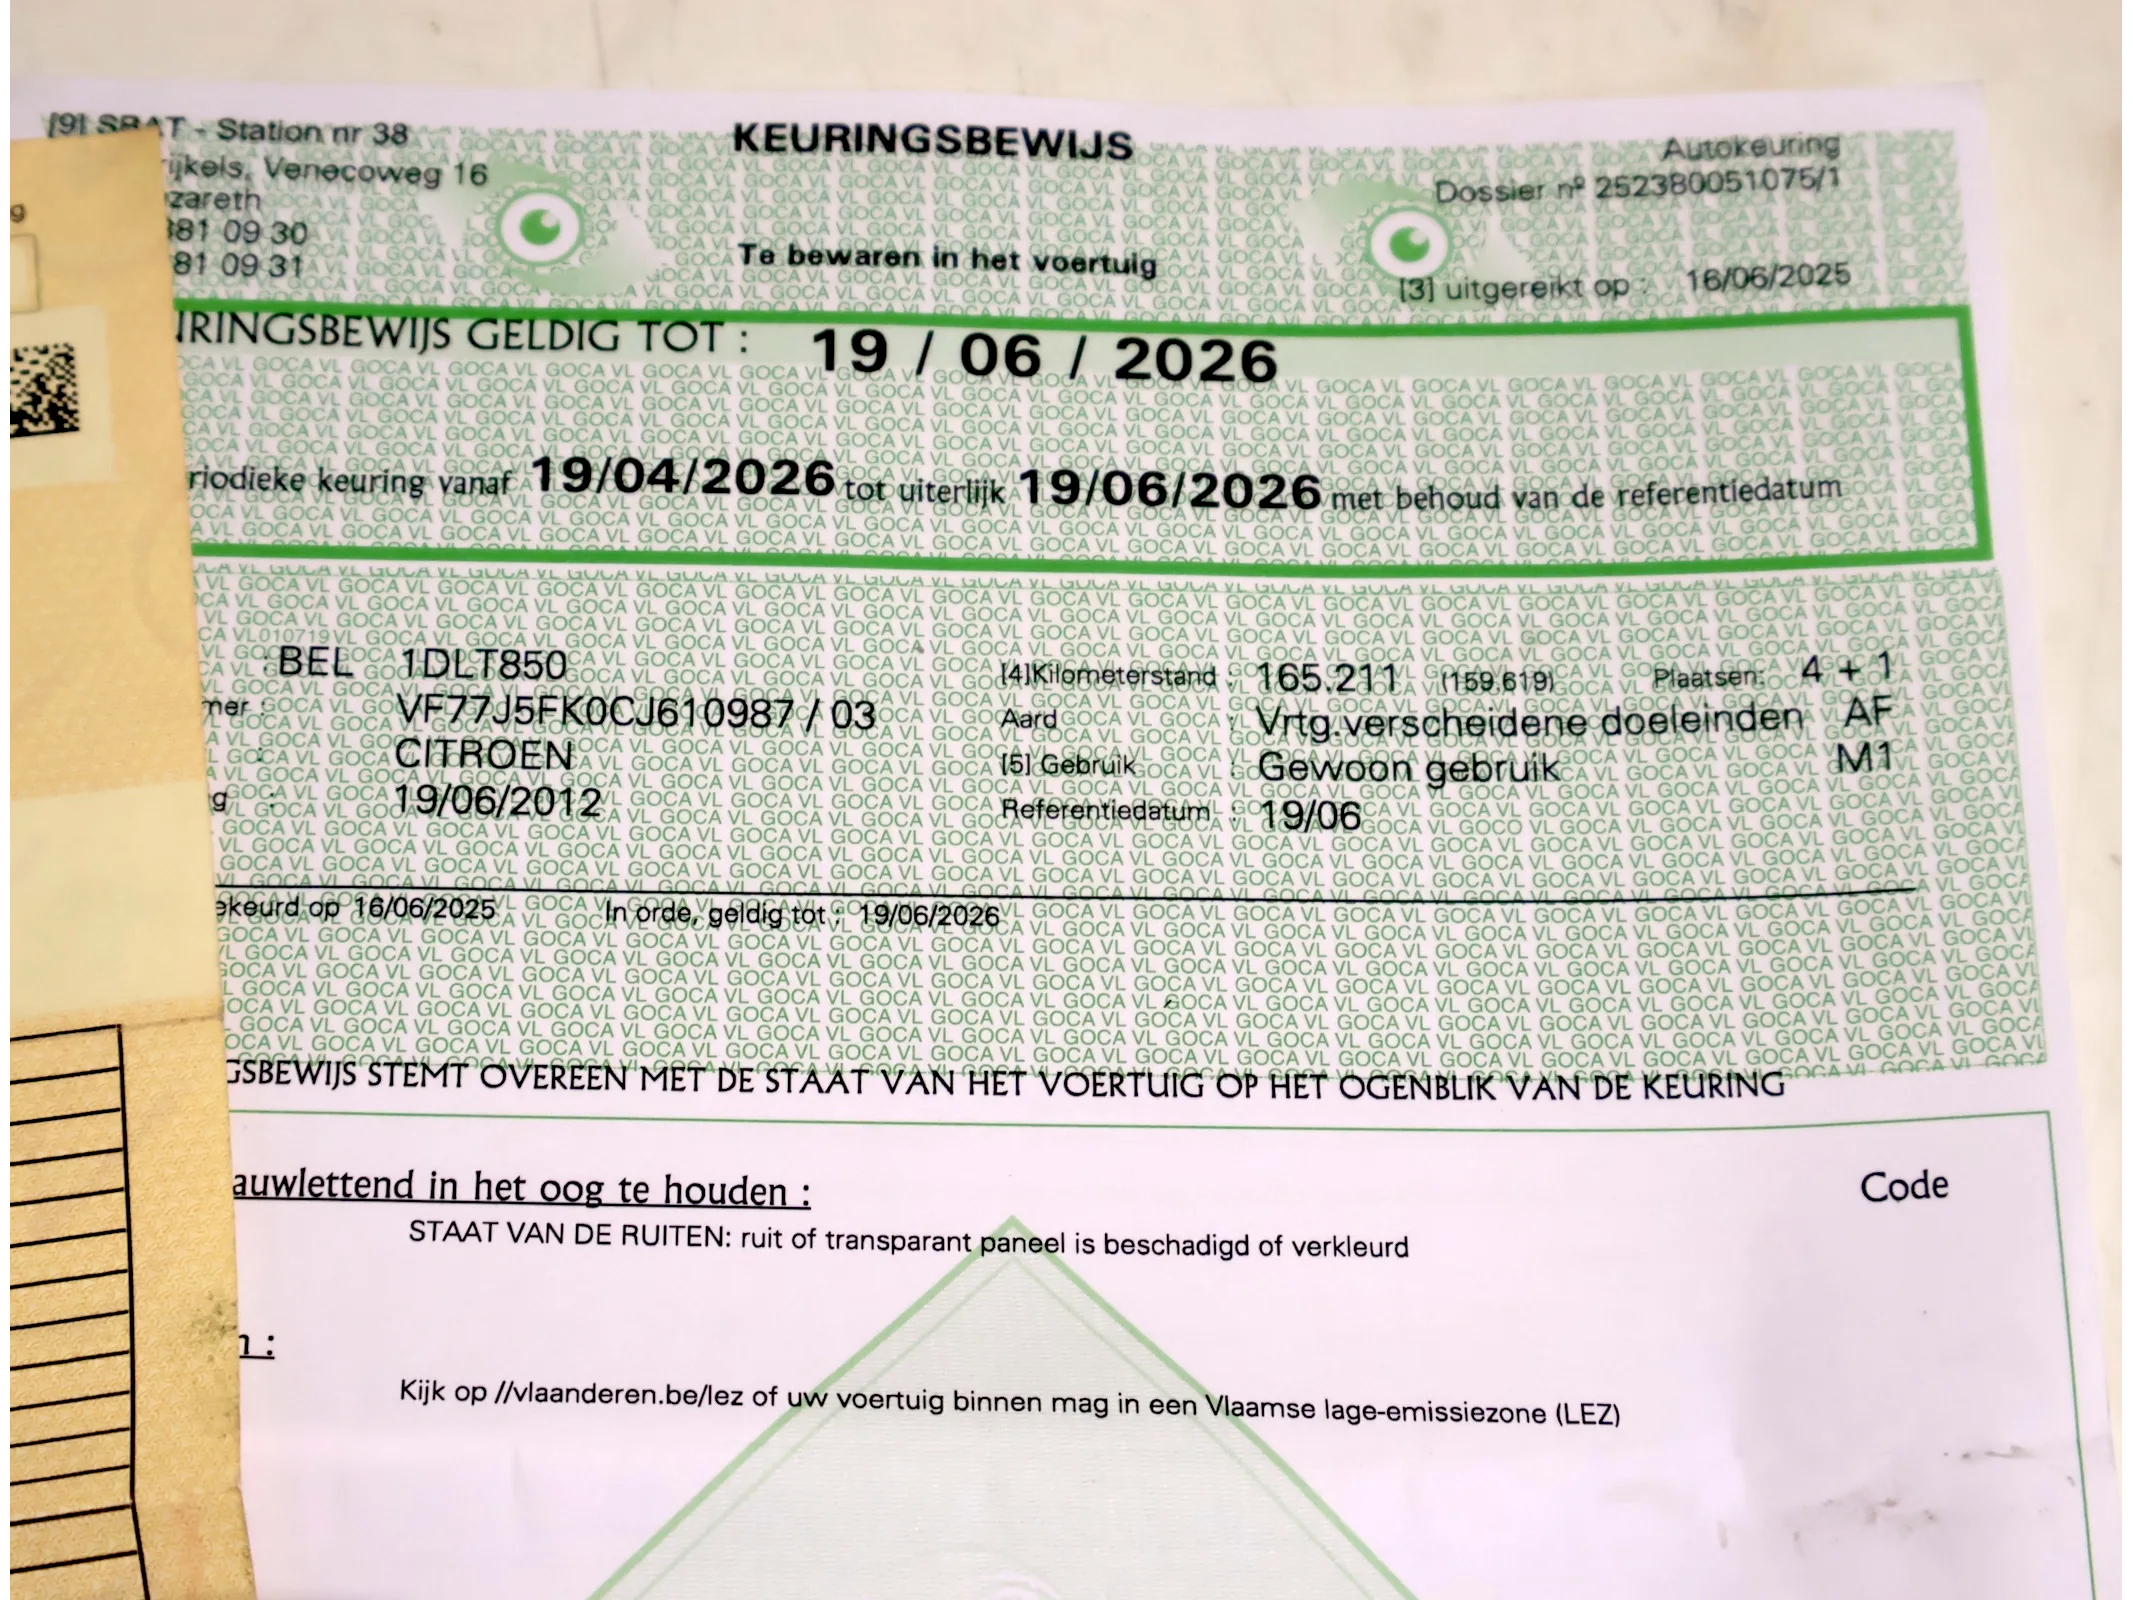 [9] SBAT - Station nr 38
KEURINGSBEWIJS
Autokeuring
ijkels, Venecoweg 16
Dossier nº 252380051075/1
zareth
81 09 30
Te bewaren in het voertuig
81 09 31
[3] uitgereikt op : 16/06/2025
RINGSBEWIJS GELDIG TOT : 19 / 06 / 2026
riodieke keuring vanaf 19/04/2026 tot uiterlijk 19/06/2026 met behoud van de referentiedatum
010719
: BEL 1DLT850
[4]Kilometerstand : 165.211 (159.619) Plaatsen: 4 + 1
mer : VF77J5FK0CJ610987 / 03
Aard : Vrtg.verscheidene doeleinden AF
: CITROEN
[5] Gebruik : Gewoon gebruik M1
g : 19/06/2012
Referentiedatum : 19/06
ekeurd op 16/06/2025 In orde, geldig tot : 19/06/2026
GSBEWIJS STEMT OVEREEN MET DE STAAT VAN HET VOERTUIG OP HET OGENBLIK VAN DE KEURING
auwlettend in het oog te houden : Code
STAAT VAN DE RUITEN: ruit of transparant paneel is beschadigd of verkleurd
n :
Kijk op //vlaanderen.be/lez of uw voertuig binnen mag in een Vlaamse lage-emissiezone (LEZ)